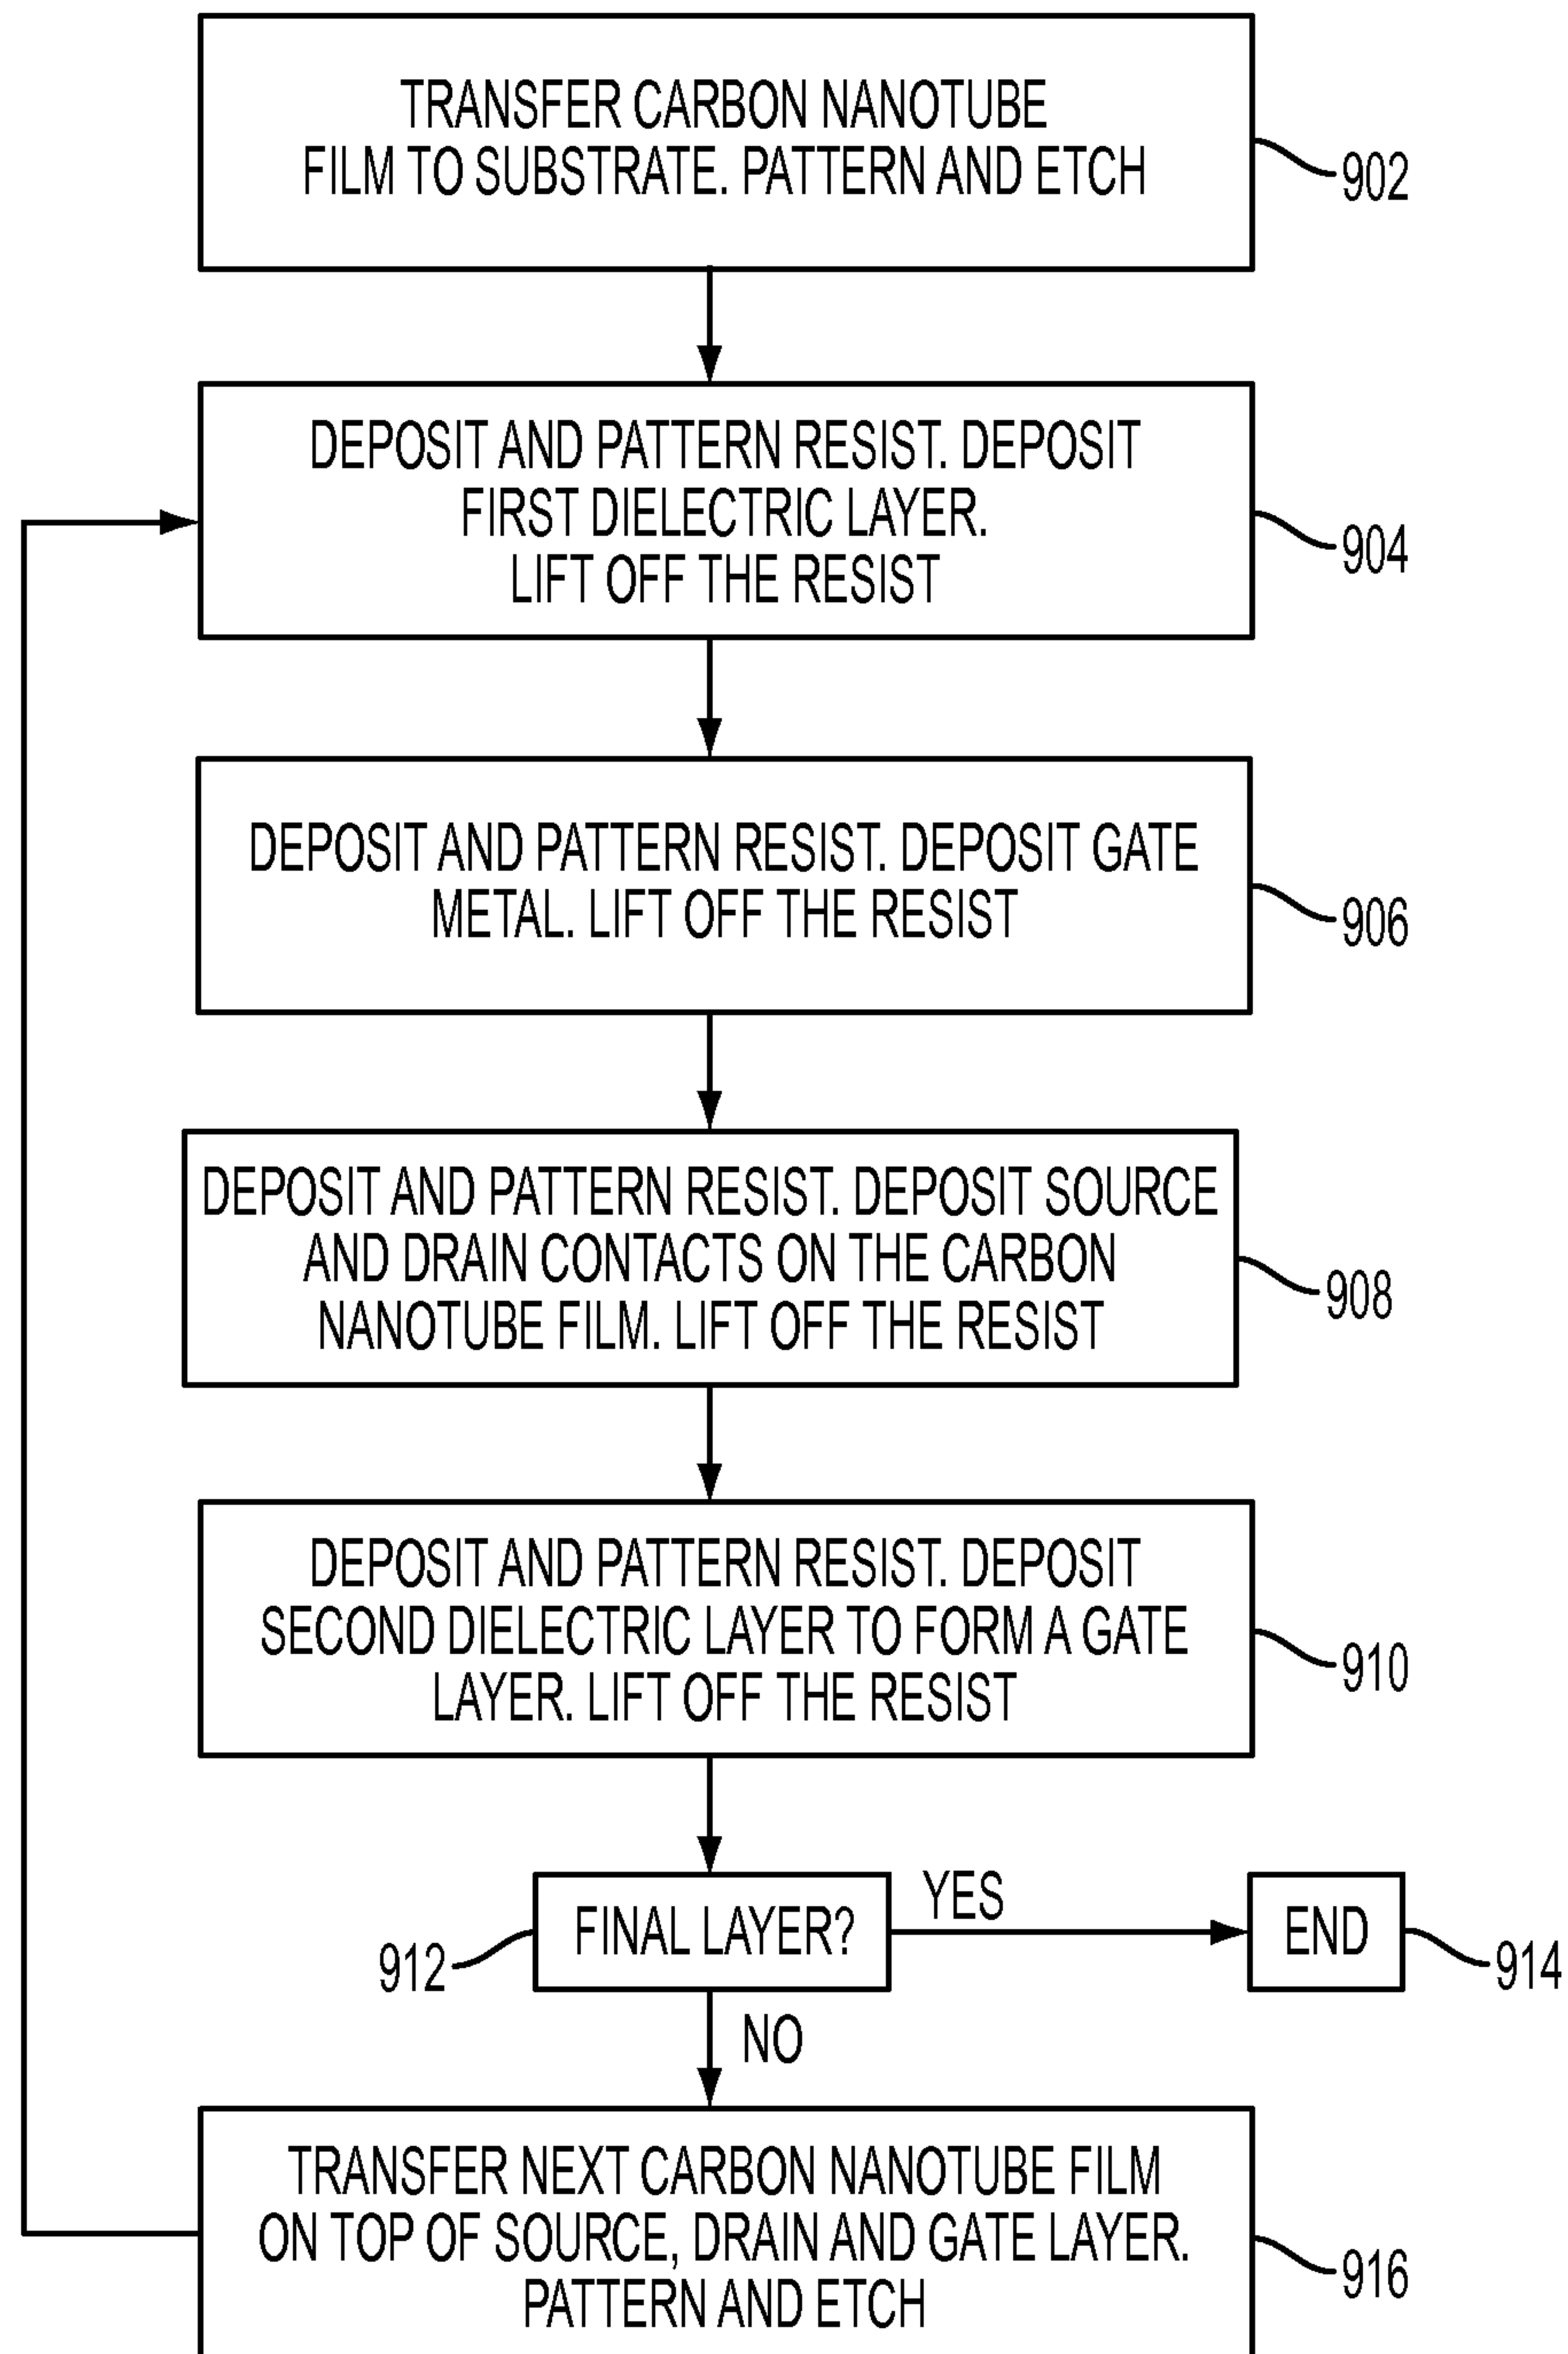 TRANSFER CARBON NANOTUBE
FILM TO SUBSTRATE. PATTERN AND ETCH
902
DEPOSIT AND PATTERN RESIST. DEPOSIT
FIRST DIELECTRIC LAYER.
LIFT OFF THE RESIST
904
DEPOSIT AND PATTERN RESIST. DEPOSIT GATE
METAL. LIFT OFF THE RESIST
906
DEPOSIT AND PATTERN RESIST. DEPOSIT SOURCE
AND DRAIN CONTACTS ON THE CARBON
NANOTUBE FILM. LIFT OFF THE RESIST
908
DEPOSIT AND PATTERN RESIST. DEPOSIT
SECOND DIELECTRIC LAYER TO FORM A GATE
LAYER. LIFT OFF THE RESIST
910
FINAL LAYER?
912
YES
END
914
NO
TRANSFER NEXT CARBON NANOTUBE FILM
ON TOP OF SOURCE, DRAIN AND GATE LAYER.
PATTERN AND ETCH
916